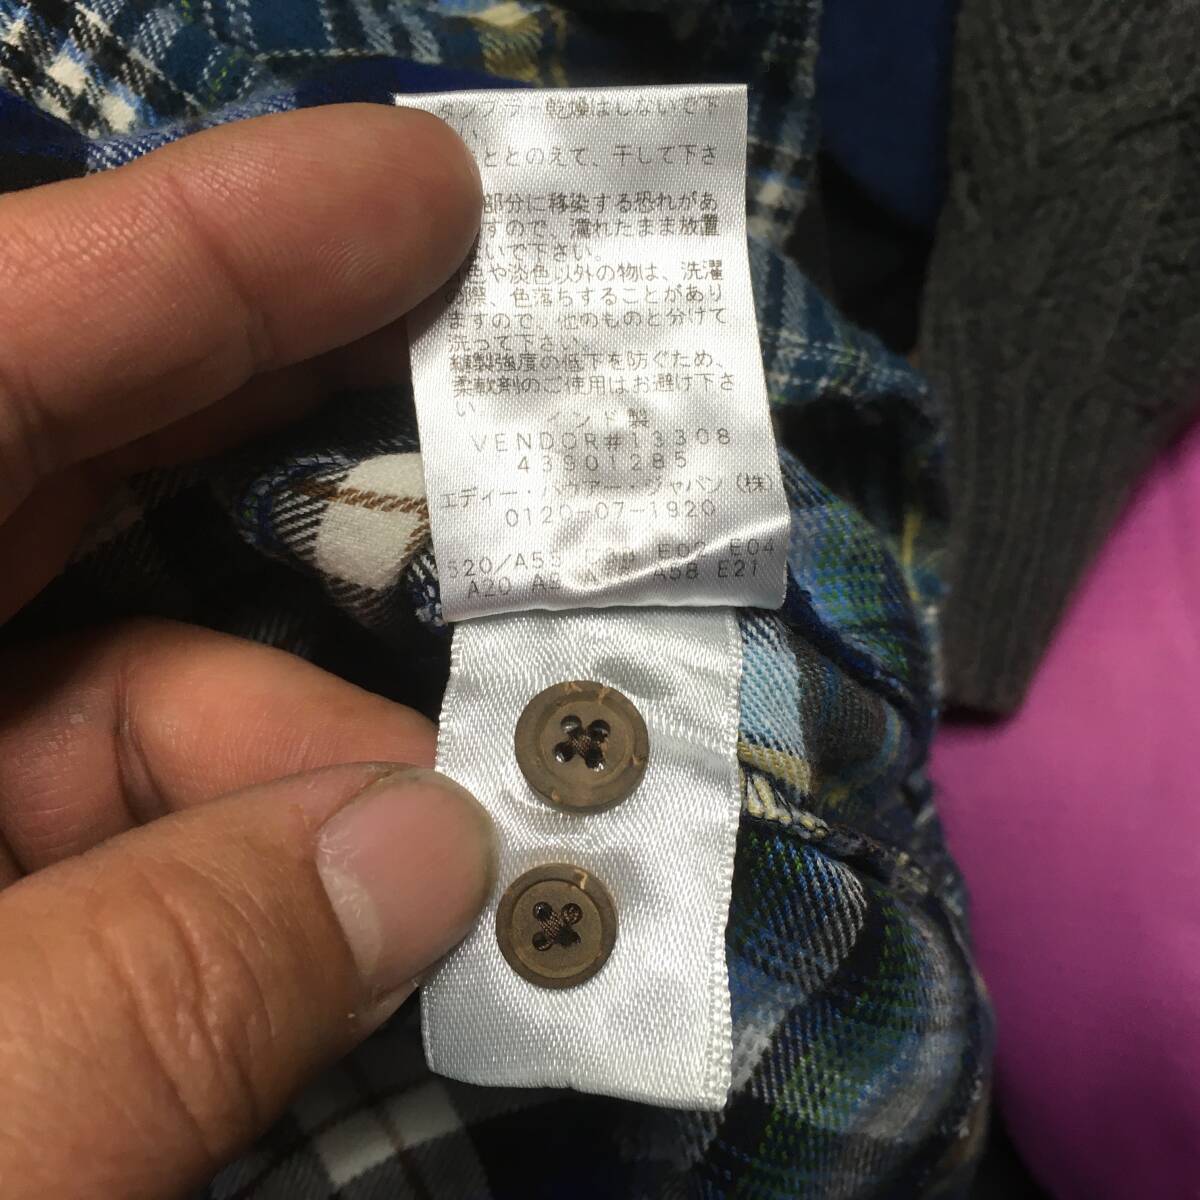 タンブラー乾燥はしないで下
い。
ととのえて、干して下さ
部分に移染する恐れがあ
すので、濡れたまま放置
いで下さい。
色や淡色以外の物は、洗濯
の際、色落ちすることがあり
ますので、他のものと分けて
洗って下さい。
縫製強度の低下を防ぐため、
柔軟剤のご使用はお避け下さ
い
インド製
VENDOR#13308
43901285
エディー・バウアー・ジャパン(株)
0120-07-1920
S20/A55 E02 E04
A20 A58 E21